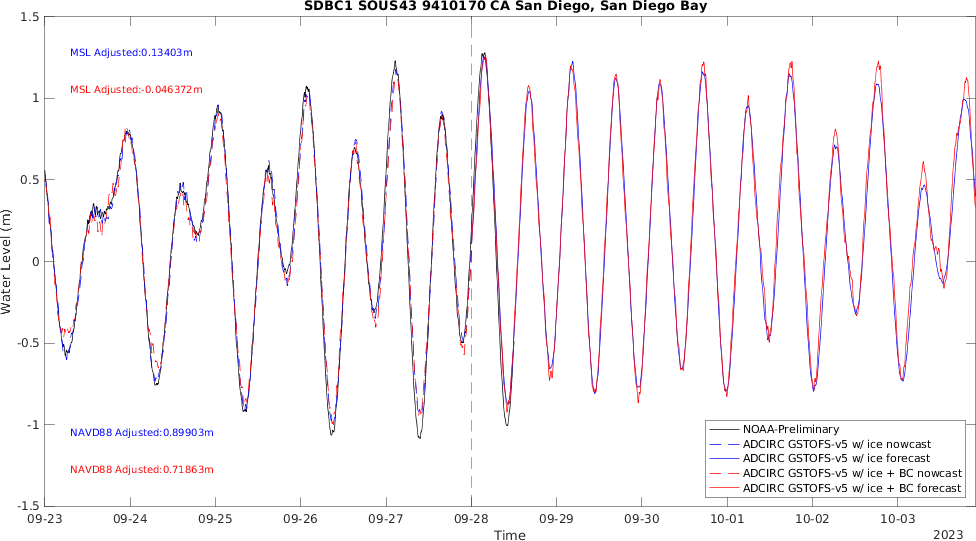 SDBC1 SOUS43 9410170 CA San Diego, San Diego Bay
1.5
1
0.5
0
-0.5
-1
-1.5
Water Level (m)
MSL Adjusted:0.13403m
MSL Adjusted:-0.046372m
NAVD88 Adjusted:0.89903m
NAVD88 Adjusted:0.71863m
NOAA-Preliminary
ADCIRC GSTOFS-v5 w/ ice nowcast
ADCIRC GSTOFS-v5 w/ ice forecast
ADCIRC GSTOFS-v5 w/ ice + BC nowcast
ADCIRC GSTOFS-v5 w/ ice + BC forecast
09-23 09-24 09-25 09-26 09-27 09-28 09-29 09-30 10-01 10-02 10-03
Time
2023